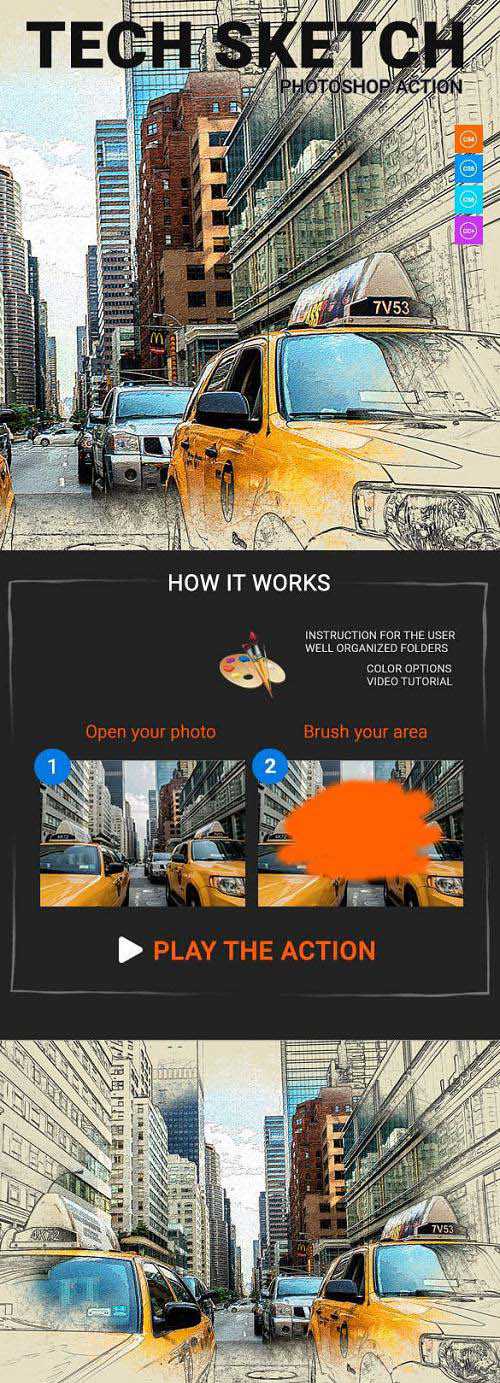 TECH SKETCH
PHOTOSHOP ACTION
CS4
CS5
CS6
CC+
7V53
HOW IT WORKS
INSTRUCTION FOR THE USER
WELL ORGANIZED FOLDERS
COLOR OPTIONS
VIDEO TUTORIAL
Open your photo
Brush your area
1
2
PLAY THE ACTION
4K72
7V53